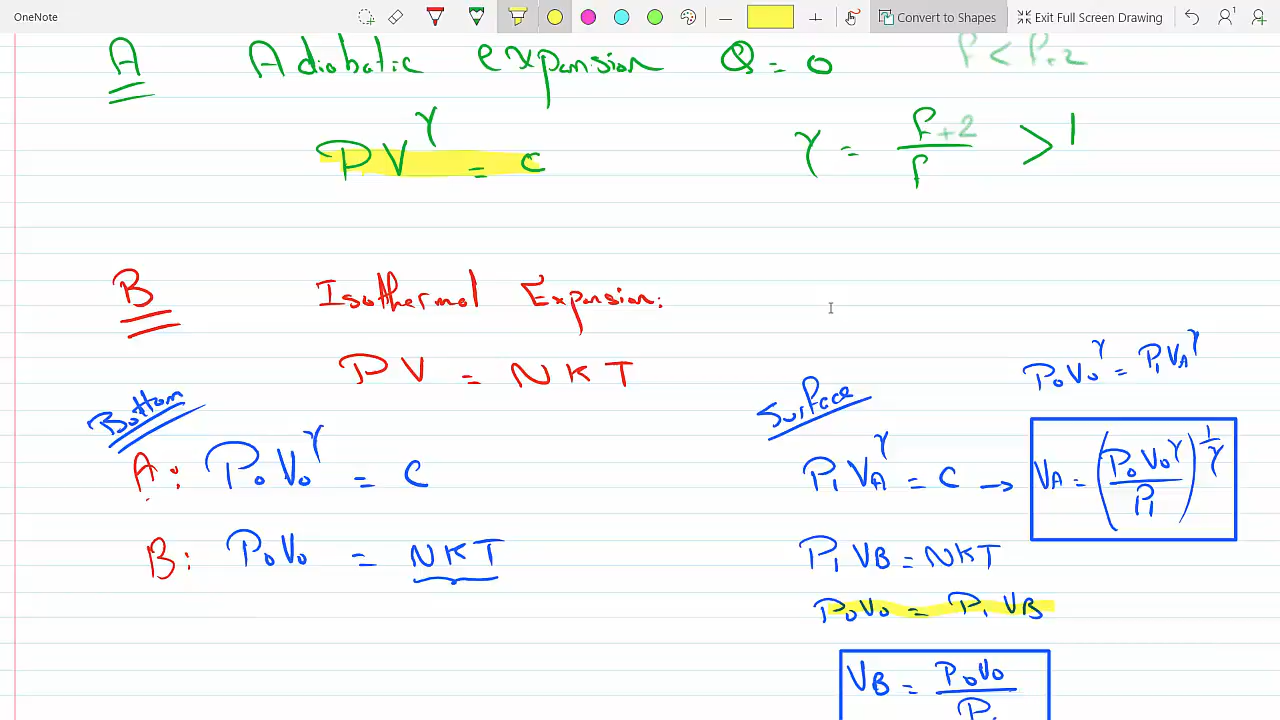 OneNote
Convert to Shapes
Exit Full Screen Drawing
A Adiabatic expansion Q = 0 f < f+2
PV^γ = c γ = f+2/f > 1
B Isothermal Expansion:
PV = NKT
P₀V₀^γ = P₁V_A^γ
Bottom
Surface
A: P₀V₀^γ = c
P₁V_A^γ = c → V_A = (P₀V₀^γ/P₁)^1/γ
B: P₀V₀ = NKT
P₁V_B = NKT
P₀V₀ = P₁V_B
V_B = P₀V₀/P₁